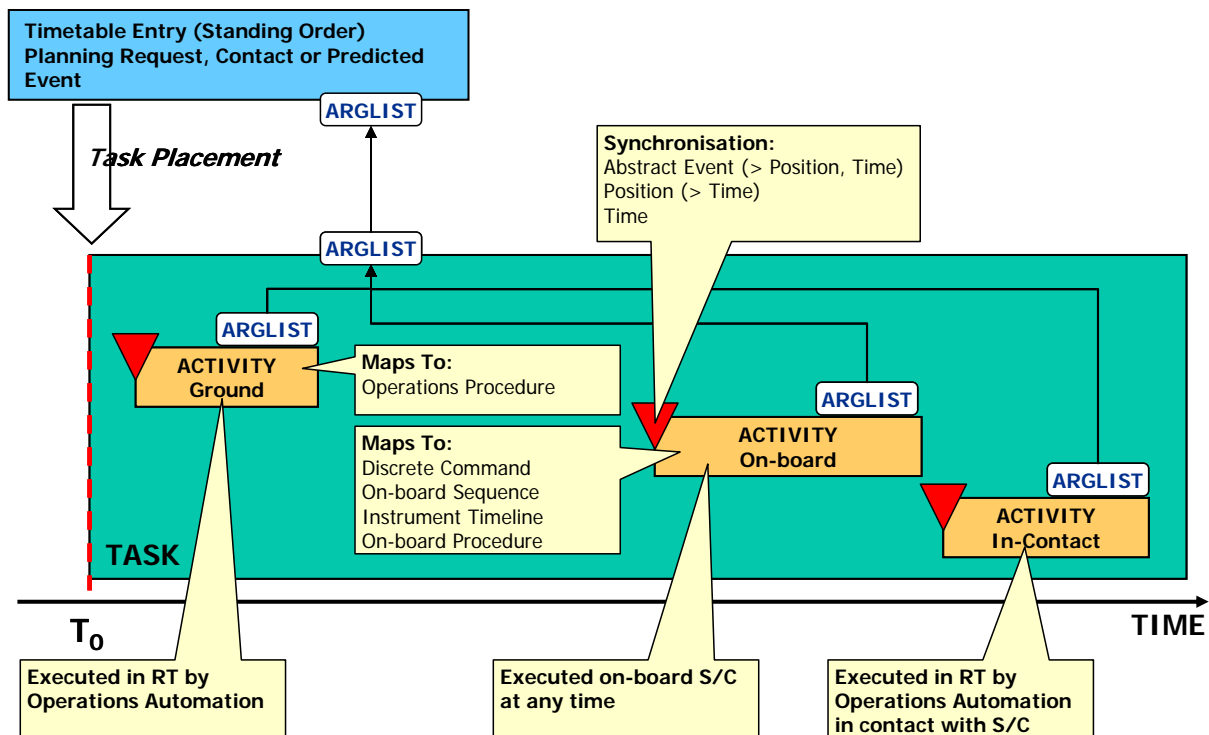 Timetable Entry (Standing Order)
Planning Request, Contact or Predicted
Event
ARGLIST
Task Placement
Synchronisation:
Abstract Event (> Position, Time)
Position (> Time)
Time
ARGLIST
ARGLIST
ACTIVITY
Ground
Maps To:
Operations Procedure
ARGLIST
ACTIVITY
On-board
Maps To:
Discrete Command
On-board Sequence
Instrument Timeline
On-board Procedure
ARGLIST
ACTIVITY
In-Contact
TASK
T0
TIME
Executed in RT by
Operations Automation
Executed on-board S/C
at any time
Executed in RT by
Operations Automation
in contact with S/C